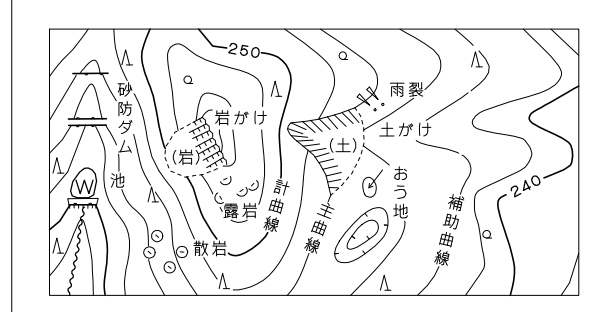 250
砂防ダム
池
W
岩がけ
(岩)
露岩
散岩
計曲線
主曲線
雨裂
土がけ
(土)
おう地
補助曲線
240